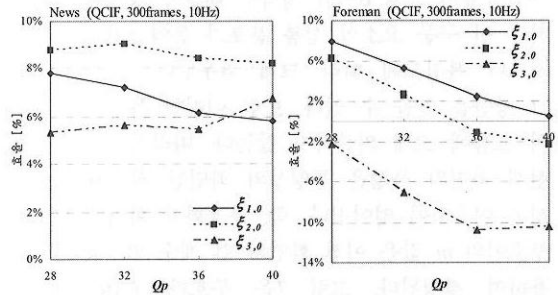 News (QCIF, 300frames, 10Hz)
10%
8%
6%
4%
2%
0%
효율 [%]
28 32 36 40
Qp
ξ1,0
ξ2,0
ξ3,0
Foreman (QCIF, 300frames, 10Hz)
10%
6%
2%
-2%
-6%
-10%
-14%
효율 [%]
28 32 36 40
Qp
ξ1,0
ξ2,0
ξ3,0